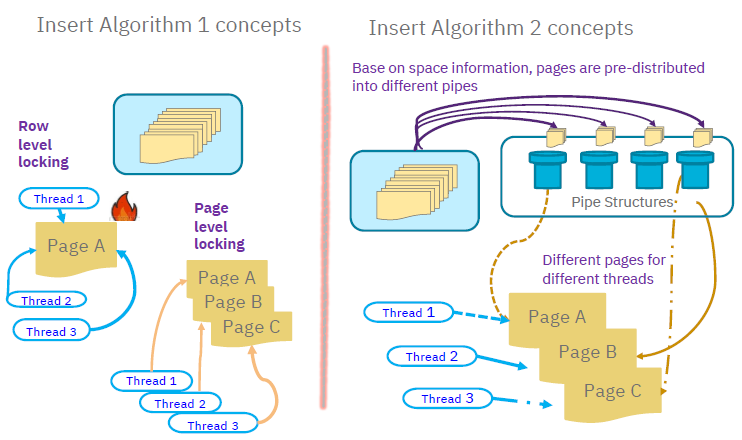 Insert Algorithm 1 concepts
Row
level
locking
Thread 1
Page A
Thread 2
Thread 3
Page
level
locking
Page A
Page B
Page C
Thread 1
Thread 2
Thread 3
Insert Algorithm 2 concepts
Base on space information, pages are pre-distributed
into different pipes
Pipe Structures
Different pages for
different threads
Thread 1
Page A
Thread 2
Page B
Thread 3
Page C